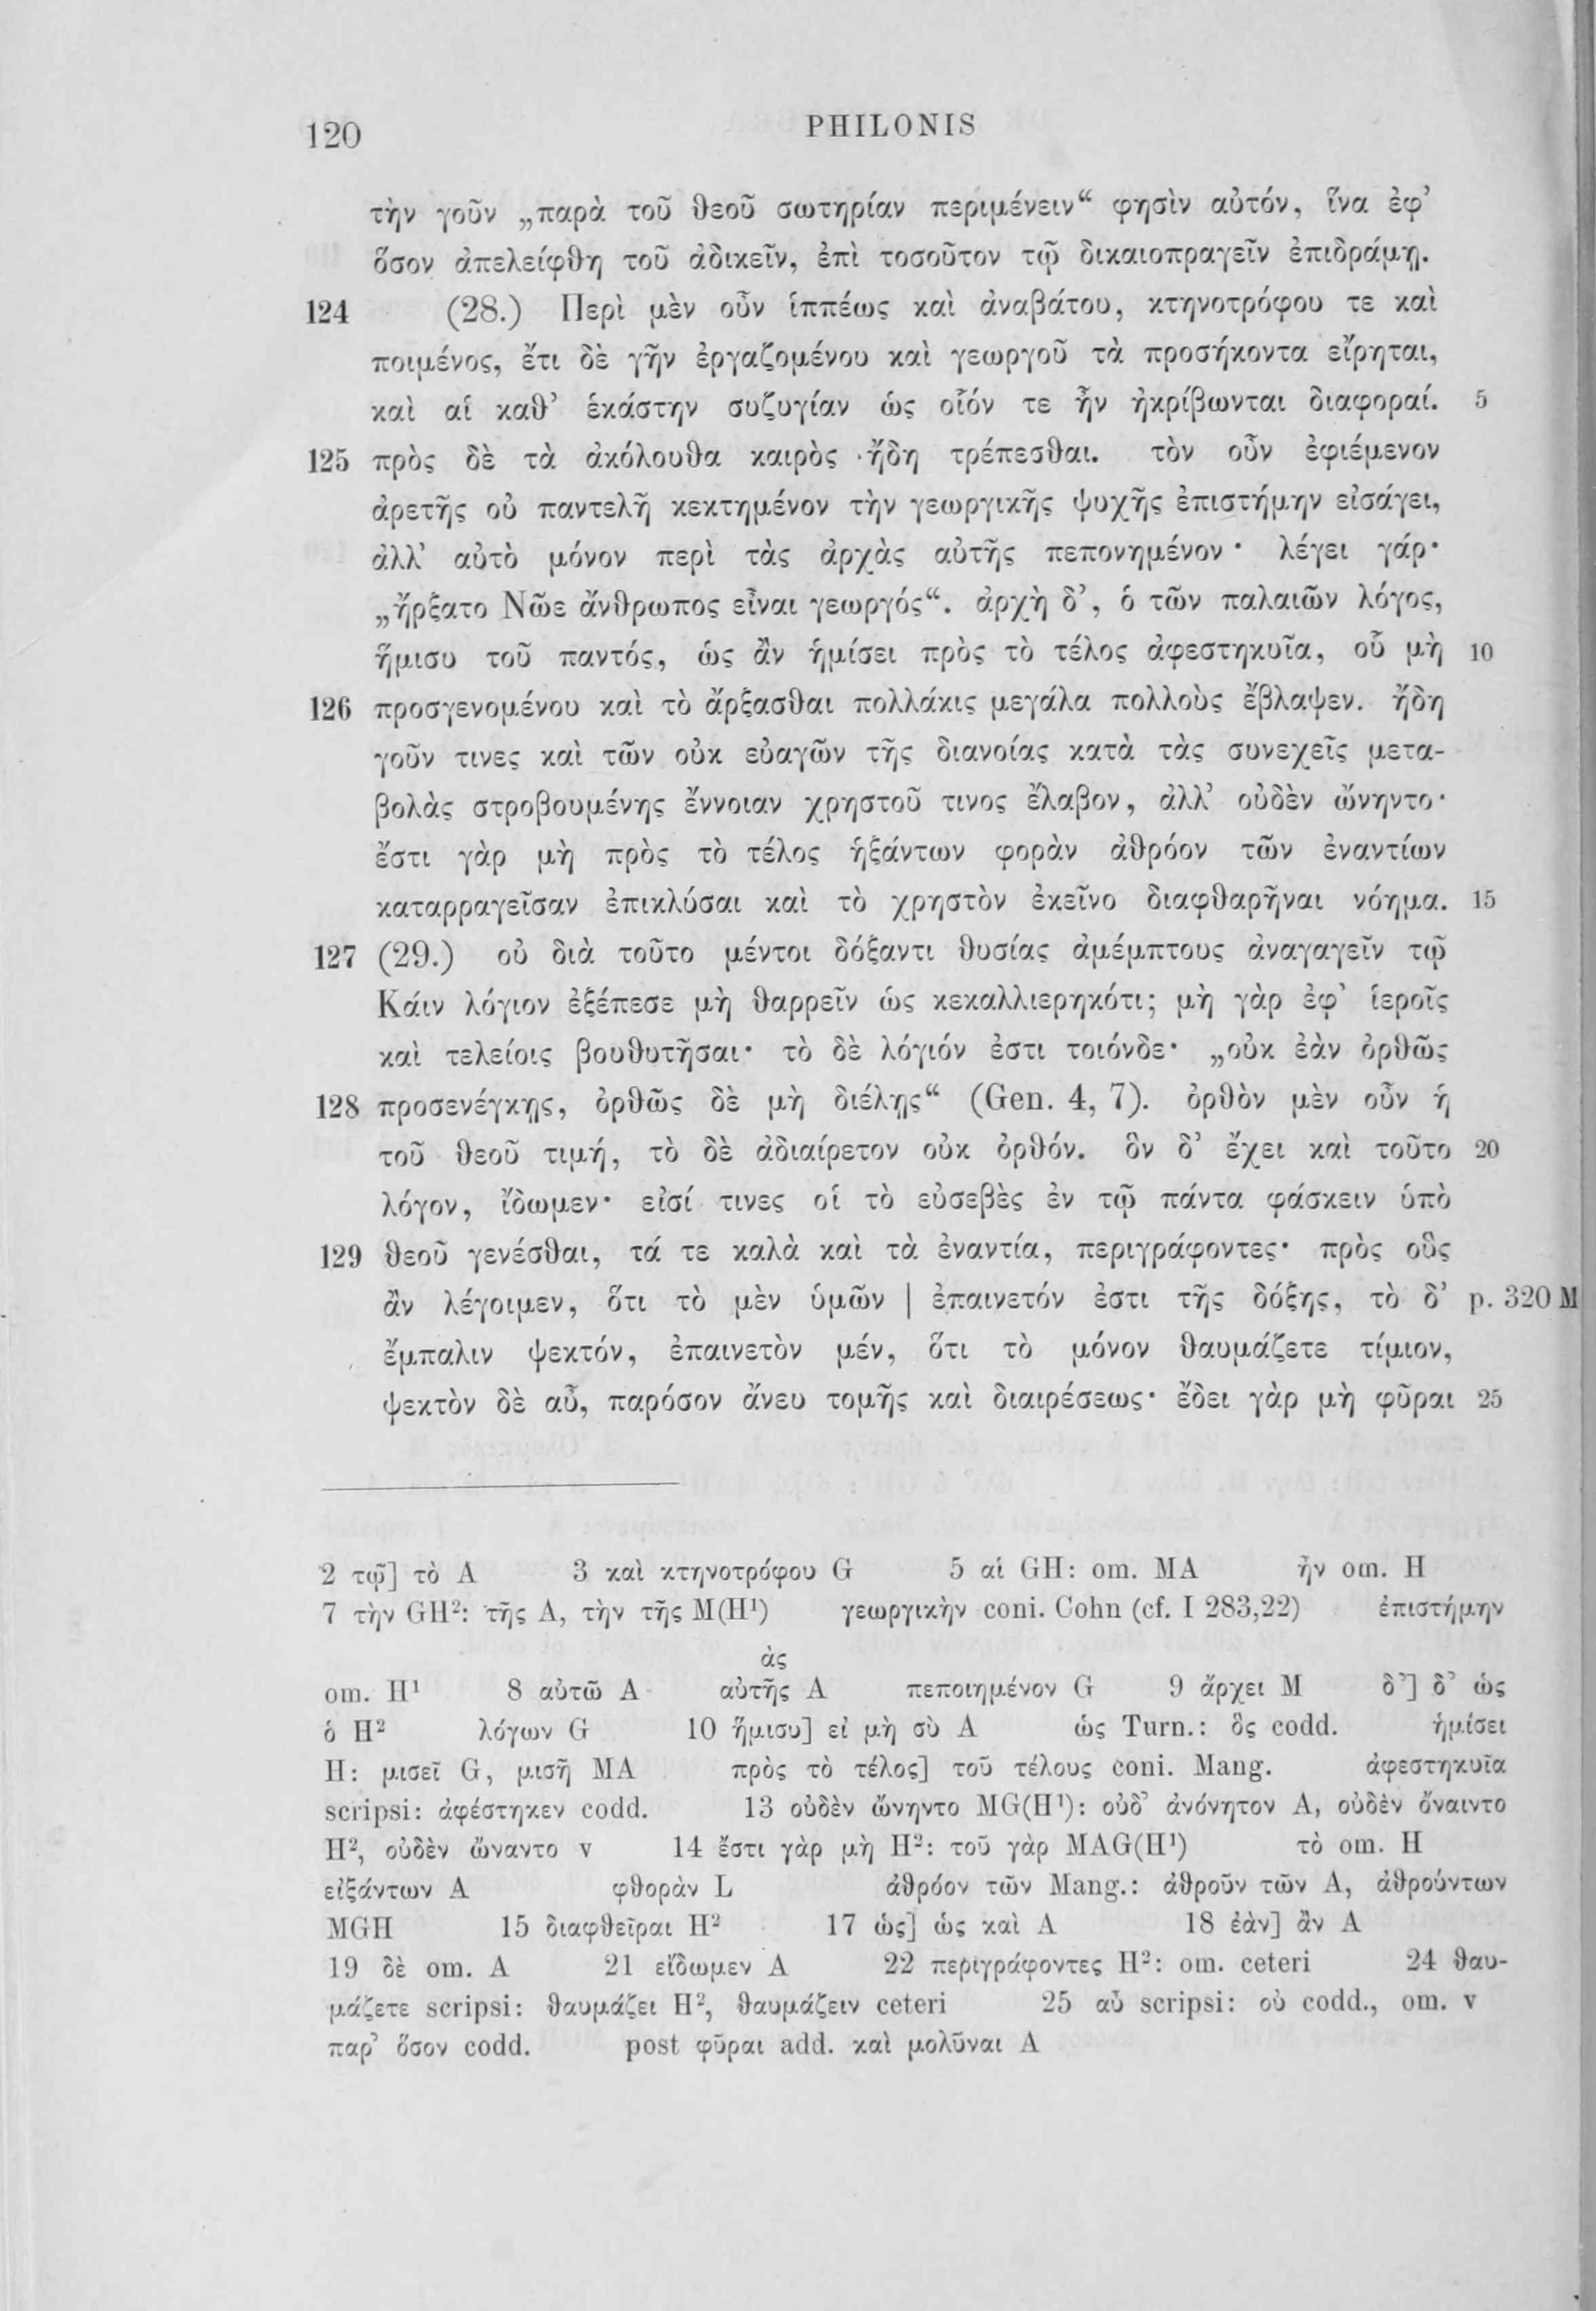 120 PHILONIS
τὴν γοῦν „παρὰ τοῦ θεοῦ σωτηρίαν περιμένειν“ φησὶν αὐτόν, ἵνα ἐφ’
ὅσον ἀπελείφθη τοῦ ἀδικεῖν, ἐπὶ τοσοῦτον τῷ δικαιοπραγεῖν ἐπιδράμῃ.
124 (28.) Περὶ μὲν οὖν ἱππέως καὶ ἀναβάτου, κτηνοτρόφου τε καὶ
ποιμένος, ἔτι δὲ γῆν ἐργαζομένου καὶ γεωργοῦ τὰ προσήκοντα εἴρηται,
καὶ αἱ καθ’ ἑκάστην συζυγίαν ὡς οἷόν τε ἦν ἠκρίβωνται διαφοραί. 5
125 πρὸς δὲ τὰ ἀκόλουθα καιρὸς ἤδη τρέπεσθαι. τὸν οὖν ἐφιέμενον
ἀρετῆς οὐ παντελῆ κεκτημένον τὴν γεωργικῆς ψυχῆς ἐπιστήμην εἰσάγει,
ἀλλ’ αὐτὸ μόνον περὶ τὰς ἀρχὰς αὐτῆς πεπονημένον· λέγει γάρ·
„ἤρξατο Νῶε ἄνθρωπος εἶναι γεωργός“. ἀρχὴ δ’, ὁ τῶν παλαιῶν λόγος,
ἥμισυ τοῦ παντός, ὡς ἂν ἡμίσει πρὸς τὸ τέλος ἀφεστηκυῖα, οὗ μὴ 10
126 προσγενομένου καὶ τὸ ἄρξασθαι πολλάκις μεγάλα πολλοὺς ἔβλαψεν. ἤδη
γοῦν τινες καὶ τῶν οὐκ εὐαγῶν τῆς διανοίας κατὰ τὰς συνεχεῖς μετα-
βολὰς στροβουμένης ἔννοιαν χρηστοῦ τινος ἔλαβον, ἀλλ’ οὐδὲν ὤνηντο·
ἔστι γὰρ μὴ πρὸς τὸ τέλος ἡξάντων φορὰν ἀθρόον τῶν ἐναντίων
καταρραγεῖσαν ἐπικλύσαι καὶ τὸ χρηστὸν ἐκεῖνο διαφθαρῆναι νόημα. 15
127 (29.) οὐ διὰ τοῦτο μέντοι δόξαντι θυσίας ἀμέμπτους ἀναγαγεῖν τῷ
Κάιν λόγιον ἐξέπεσε μὴ θαρρεῖν ὡς κεκαλλιερηκότι; μὴ γὰρ ἐφ’ ἱεροῖς
καὶ τελείοις βουθυτῆσαι· τὸ δὲ λόγιόν ἐστι τοιόνδε· „οὐκ ἐὰν ὀρθῶς
128 προσενέγκῃς, ὀρθῶς δὲ μὴ διέλῃς“ (Gen. 4, 7). ὀρθὸν μὲν οὖν ἡ
τοῦ θεοῦ τιμή, τὸ δὲ ἀδιαίρετον οὐκ ὀρθόν. ὃν δ’ ἔχει καὶ τοῦτο 20
λόγον, ἴδωμεν· εἰσί τινες οἱ τὸ εὐσεβὲς ἐν τῷ πάντα φάσκειν ὑπὸ
129 θεοῦ γενέσθαι, τά τε καλὰ καὶ τὰ ἐναντία, περιγράφοντες· πρὸς οὓς
ἂν λέγοιμεν, ὅτι τὸ μὲν ὑμῶν | ἐπαινετόν ἐστι τῆς δόξης, τὸ δ’ p. 320 M
ἔμπαλιν ψεκτόν, ἐπαινετὸν μέν, ὅτι τὸ μόνον θαυμάζετε τίμιον,
ψεκτὸν δὲ αὖ, παρόσον ἄνευ τομῆς καὶ διαιρέσεως· ἔδει γὰρ μὴ φῦραι 25
2 τῷ] τὸ A 3 καὶ κτηνοτρόφου G 5 αἱ GH: om. MA ἦν om. H
7 τὴν GH²: τῆς A, τὴν τῆς M(H¹) γεωργικὴν coni. Cohn (cf. I 283,22) ἐπιστήμην
ὰς
om. H¹ 8 αὐτῶ A αὐτῆς A πεποιημένον G 9 ἄρχει M δ’] δ’ ὡς
ὁ H² λόγων G 10 ἥμισυ] εἰ μὴ σὺ A ὡς Turn.: ὃς codd. ἡμίσει
H: μισεῖ G, μισῆ MA πρὸς τὸ τέλος] τοῦ τέλους coni. Mang. ἀφεστηκυῖα
scripsi: ἀφέστηκεν codd. 13 οὐδὲν ὤνηντο MG(H¹): οὐδ’ ἀνόνητον A, οὐδὲν ὄναιντο
H², οὐδὲν ὤναντο v 14 ἔστι γὰρ μὴ H²: τοῦ γὰρ MAG(H¹) τὸ om. H
εἰξάντων A φθορὰν L ἀθρόον τῶν Mang.: ἀθροῦν τῶν A, ἀθρούντων
MGH 15 διαφθεῖραι H² 17 ὡς] ὡς καὶ A 18 ἐὰν] ἂν A
19 δὲ om. A 21 εἴδωμεν A 22 περιγράφοντες H²: om. ceteri 24 θαυ-
μάζετε scripsi: θαυμάζει H², θαυμάζειν ceteri 25 αὖ scripsi: οὐ codd., om. v
παρ’ ὅσον codd. post φῦραι add. καὶ μολῦναι A